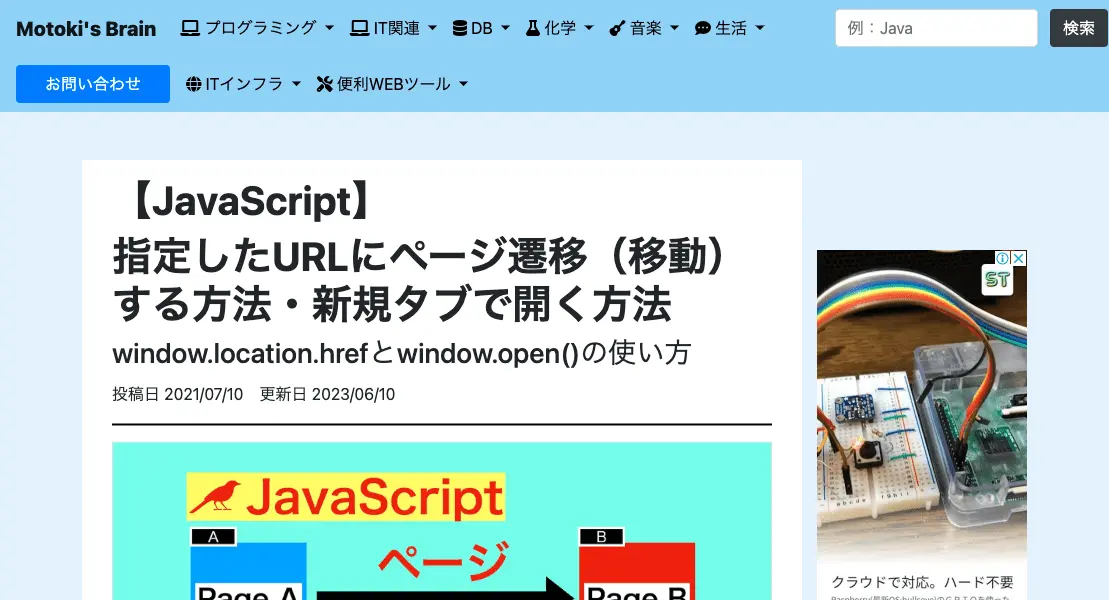 Motoki's Brain プログラミング IT関連 DB 化学 音楽 生活 例：Java 検索
お問い合わせ ITインフラ 便利WEBツール
【JavaScript】
指定したURLにページ遷移（移動）
する方法・新規タブで開く方法
window.location.hrefとwindow.open()の使い方
投稿日 2021/07/10 更新日 2023/06/10
JavaScript
A
B
ページ
Page A
Page B
ST
クラウドで対応。ハード不要